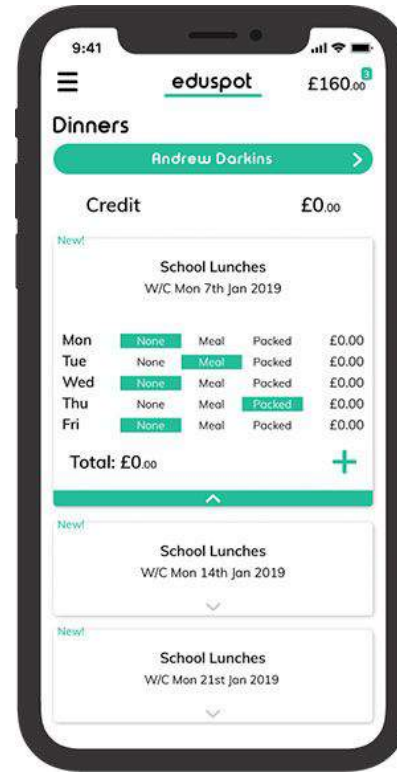 9:41
eduspot £160.00 3
Dinners
Andrew Darkins
Credit £0.00
New!
School Lunches
W/C Mon 7th Jan 2019
Mon None Meal Packed £0.00
Tue None Meal Packed £0.00
Wed None Meal Packed £0.00
Thu None Meal Packed £0.00
Fri None Meal Packed £0.00
Total: £0.00 +
New!
School Lunches
W/C Mon 14th Jan 2019
New!
School Lunches
W/C Mon 21st Jan 2019